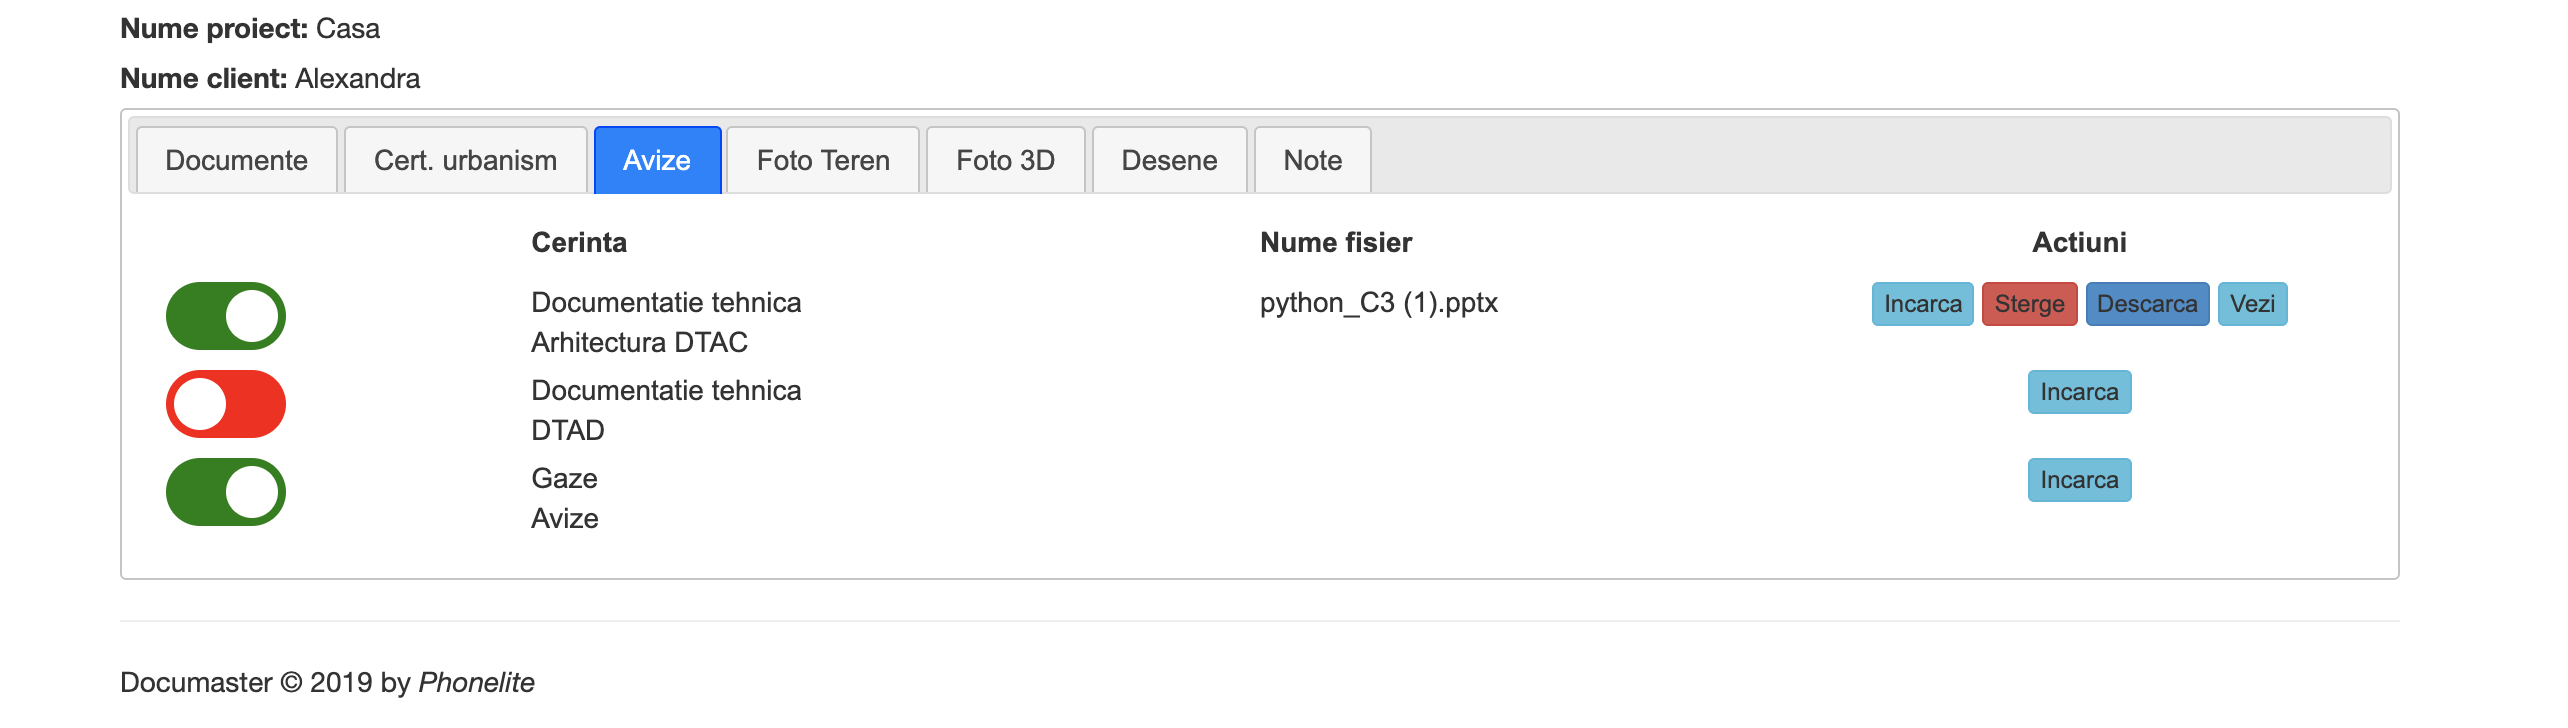 Nume proiect: Casa
Nume client: Alexandra
Documente Cert. urbanism Avize Foto Teren Foto 3D Desene Note
Cerinta Nume fisier Actiuni
Documentatie tehnica python_C3 (1).pptx Incarca Sterge Descarca Vezi
Arhitectura DTAC
Documentatie tehnica Incarca
DTAD
Gaze Incarca
Avize
Documaster © 2019 by Phonelite